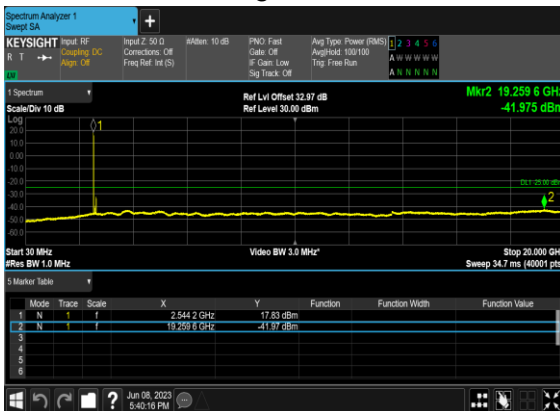 Spectrum Analyzer 1
Swept SA
KEYSIGHT Input: RF Input Z: 50 Ω #Atten: 10 dB PNO: Fast Avg Type: Power (RMS) 1 2 3 4 5 6
R T Coupling: DC Corrections: Off Gate: Off Avg|Hold: 100/100 A W W W W W
Align: Off Freq Ref: Int (S) IF Gain: Low Trig: Free Run
LV Sig Track: Off A N N N N N
1 Spectrum Ref Lvl Offset 32.97 dB Mkr2 19.259 6 GHz
Scale/Div 10 dB Ref Level 30.00 dBm -41.975 dBm
Log
20.0
10.0
0.00
-10.0
-20.0
-30.0
-40.0
-50.0
-60.0
1
DL1 -25.00 dBm
2
Start 30 MHz Video BW 3.0 MHz* Stop 20.000 GH
#Res BW 1.0 MHz Sweep 34.7 ms (40001 pts
5 Marker Table
Mode Trace Scale X Y Function Function Width Function Value
1 N 1 f 2.544 2 GHz 17.83 dBm
2 N 1 f 19.259 6 GHz -41.97 dBm
3
4
5
6
? Jun 08, 2023
5:40:16 PM